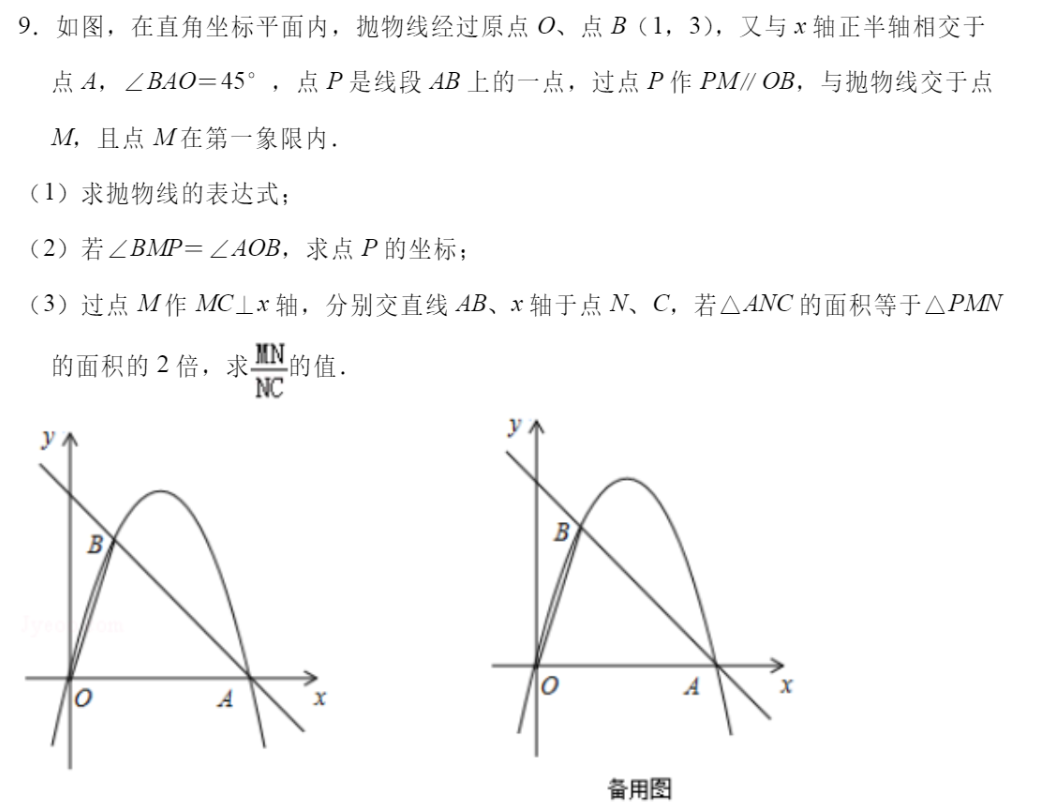 9．如图，在直角坐标平面内，抛物线经过原点 O、点 B（1，3），又与 x 轴正半轴相交于
点 A，∠BAO＝45°，点 P 是线段 AB 上的一点，过点 P 作 PM∥OB，与抛物线交于点
M，且点 M 在第一象限内．
（1）求抛物线的表达式；
（2）若∠BMP＝∠AOB，求点 P 的坐标；
（3）过点 M 作 MC⊥x 轴，分别交直线 AB、x 轴于点 N、C，若△ANC 的面积等于△PMN
的面积的 2 倍，求MN/NC的值．
y y
B B
O A x O A x
备用图